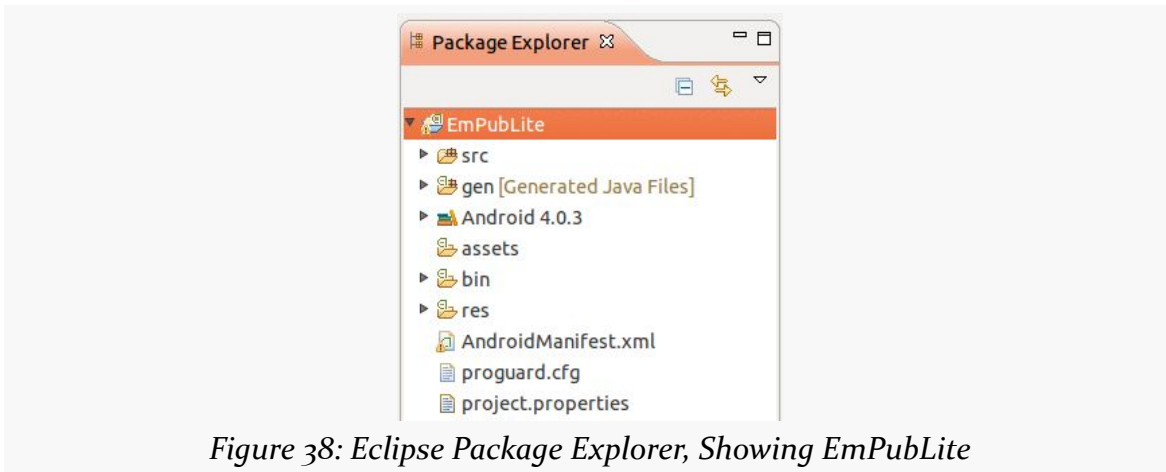 Package Explorer
EmPubLite
src
gen [Generated Java Files]
Android 4.0.3
assets
bin
res
AndroidManifest.xml
proguard.cfg
project.properties
Figure 38: Eclipse Package Explorer, Showing EmPubLite